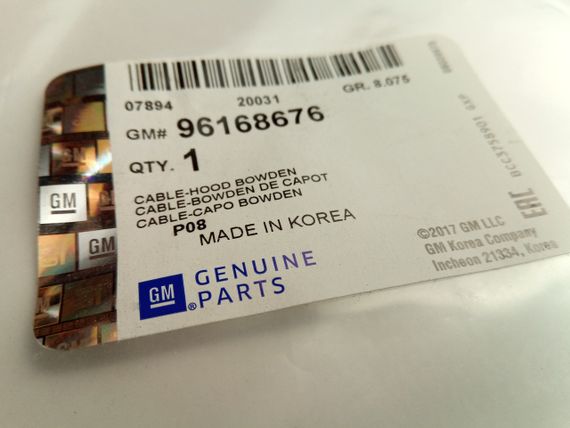 07894 20031 GR. 8.075
GM# 96168676
QTY. 1
CABLE-HOOD BOWDEN
CABLE-BOWDEN DE CAPOT
CABLE-CAPO BOWDEN
P08
MADE IN KOREA
GM
GM
GM
® GENUINE
PARTS
©2017 GM LLC
GM Korea Company
Incheon 21334, Korea
EAC